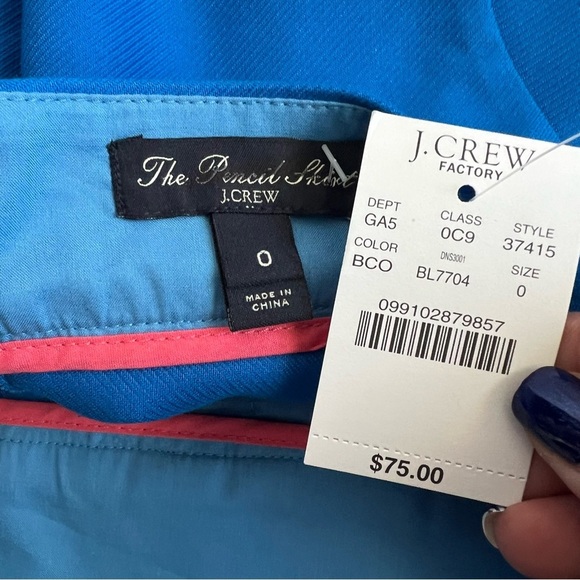 The Pencil Skirt
J.CREW
0
MADE IN
CHINA
J.CREW
FACTORY
DEPT CLASS STYLE
GA5 0C9 37415
COLOR DNS3001 SIZE
BCO BL7704 0
099102879857
$75.00